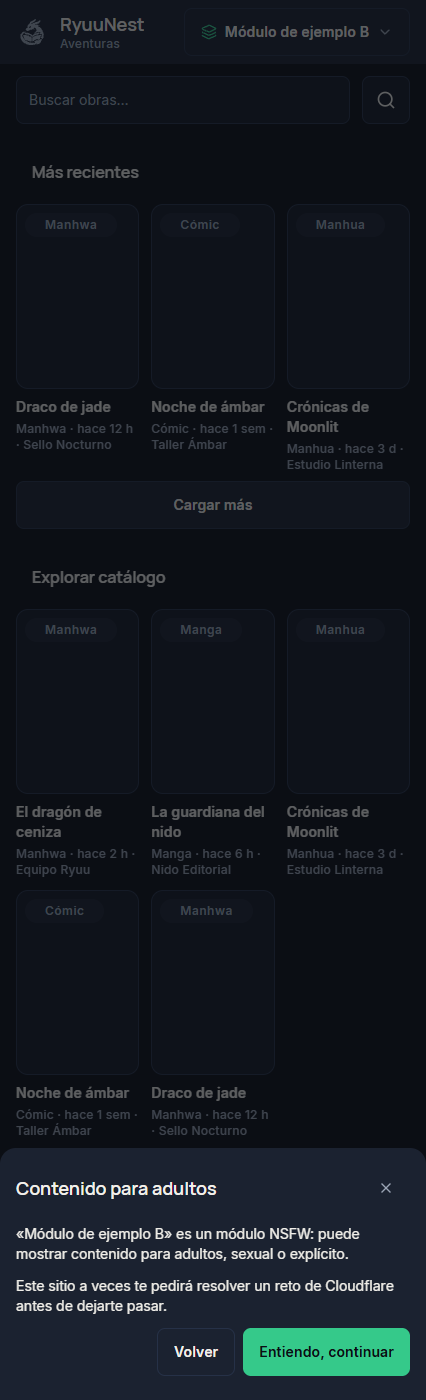 RyuuNest
Aventuras
Módulo de ejemplo B
Buscar obras...
Más recientes
Manhwa
Cómic
Manhua
Draco de jade
Manhwa · hace 12 h
· Sello Nocturno
Noche de ámbar
Cómic · hace 1 sem ·
Taller Ámbar
Crónicas de
Moonlit
Manhua · hace 3 d ·
Estudio Linterna
Cargar más
Explorar catálogo
Manhwa
Manga
Manhua
El dragón de
ceniza
Manhwa · hace 2 h ·
Equipo Ryuu
La guardiana del
nido
Manga · hace 6 h ·
Nido Editorial
Crónicas de
Moonlit
Manhua · hace 3 d ·
Estudio Linterna
Cómic
Manhwa
Noche de ámbar
Cómic · hace 1 sem ·
Taller Ámbar
Draco de jade
Manhwa · hace 12 h
· Sello Nocturno
Contenido para adultos
«Módulo de ejemplo B» es un módulo NSFW: puede
mostrar contenido para adultos, sexual o explícito.
Este sitio a veces te pedirá resolver un reto de Cloudflare
antes de dejarte pasar.
Volver
Entiendo, continuar